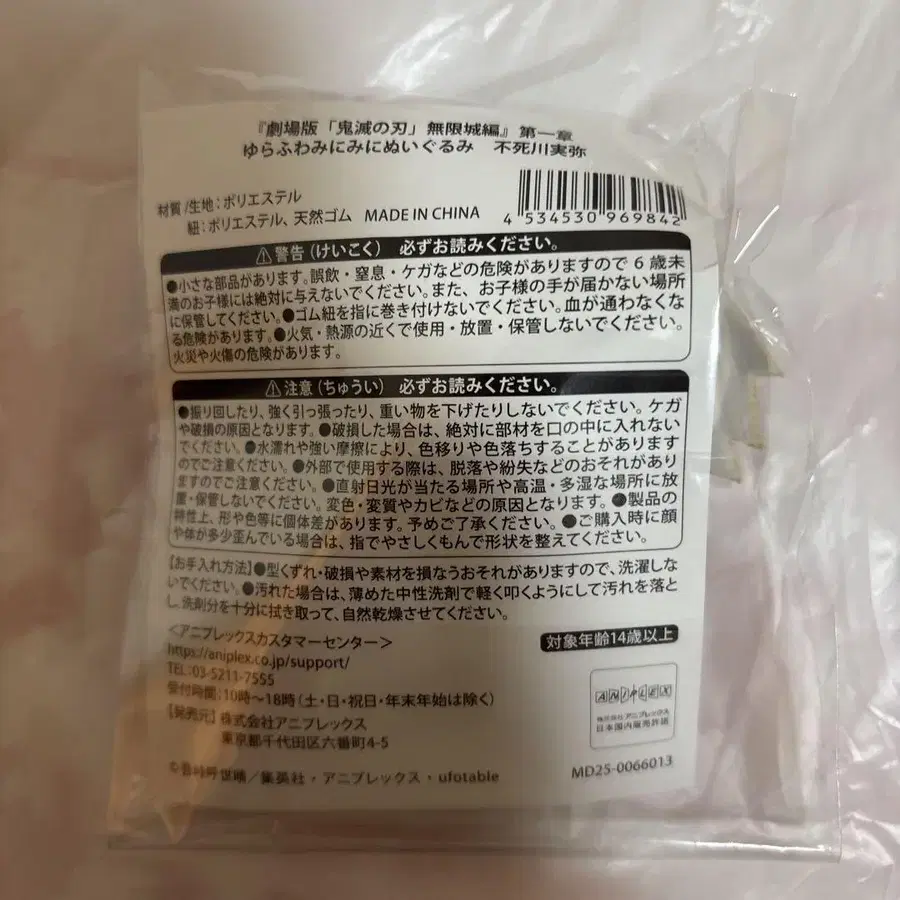 『劇場版「鬼滅の刃」無限城編』第一章
ゆらふわみにみにぬいぐるみ 不死川実弥
材質/生地:ポリエステル
紐:ポリエステル、天然ゴム MADE IN CHINA
4 534530 969842
⚠警告(けいこく) 必ずお読みください。
●小さな部品があります。誤飲・窒息・ケガなどの危険がありますので6歳未
満のお子様には絶対に与えないでください。また、お子様の手が届かない場所
に保管してください。●ゴム紐を指に巻き付けないでください。血が通わなくな
る危険があります。●火気・熱源の近くで使用・放置・保管しないでください。
火災や火傷の危険があります。
⚠注意(ちゅうい) 必ずお読みください。
●振り回したり、強く引っ張ったり、重い物を下げたりしないでください。ケガ
や破損の原因となります。●破損した場合は、絶対に部材を口の中に入れない
でください。●水濡れや強い摩擦により、色移りや色落ちすることがあります
のでご注意ください。●外部で使用する際は、脱落や紛失などのおそれがあり
ますのでご注意ください。●直射日光が当たる場所や高温・多湿な場所に放
置・保管しないでください。変色・変質やカビなどの原因となります。●製品の
特性上、形や色等に個体差があります。予めご了承ください。●ご購入時に顔
や体が多少歪んでいる場合は、指でやさしくもんで形状を整えてください。
【お手入れ方法】●型くずれ・破損や素材を損なうおそれがありますので、洗濯しな
いでください。●汚れた場合は、薄めた中性洗剤で軽く叩くようにして汚れを落と
し、洗剤分を十分に拭き取って、自然乾燥させてください。
<アニプレックスカスタマーセンター>
対象年齢14歳以上
https://aniplex.co.jp/support/
TEL:03-5211-7555
受付時間:10時~18時(土・日・祝日・年末年始は除く)
【発売元】株式会社アニプレックス
東京都千代田区六番町4-5
ANIPLEX
株式会社アニプレックス
日本国内販売許諾
©吾峠呼世晴/集英社・アニプレックス・ufotable
MD25-0066013